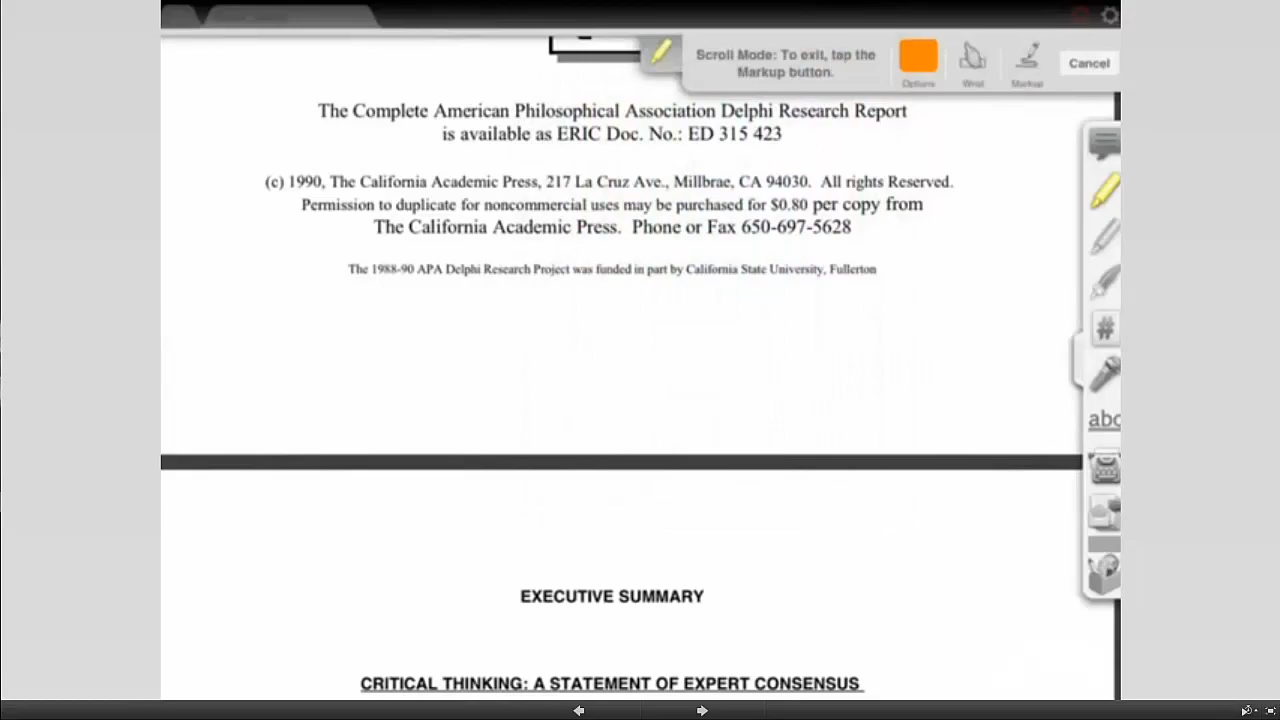 Scroll Mode: To exit, tap the
Markup button.
Options
Wrist
Markup
Cancel
The Complete American Philosophical Association Delphi Research Report
is available as ERIC Doc. No.: ED 315 423
(c) 1990, The California Academic Press, 217 La Cruz Ave., Millbrae, CA 94030. All rights Reserved.
Permission to duplicate for noncommercial uses may be purchased for $0.80 per copy from
The California Academic Press. Phone or Fax 650-697-5628
The 1988-90 APA Delphi Research Project was funded in part by California State University, Fullerton
#
abc
EXECUTIVE SUMMARY
CRITICAL THINKING: A STATEMENT OF EXPERT CONSENSUS